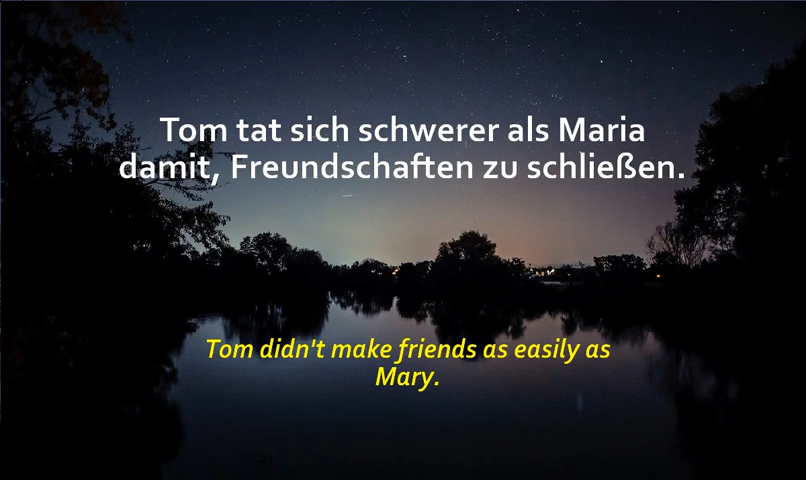 Tom tat sich schwerer als Maria
damit, Freundschaften zu schließen.
Tom didn't make friends as easily as
Mary.